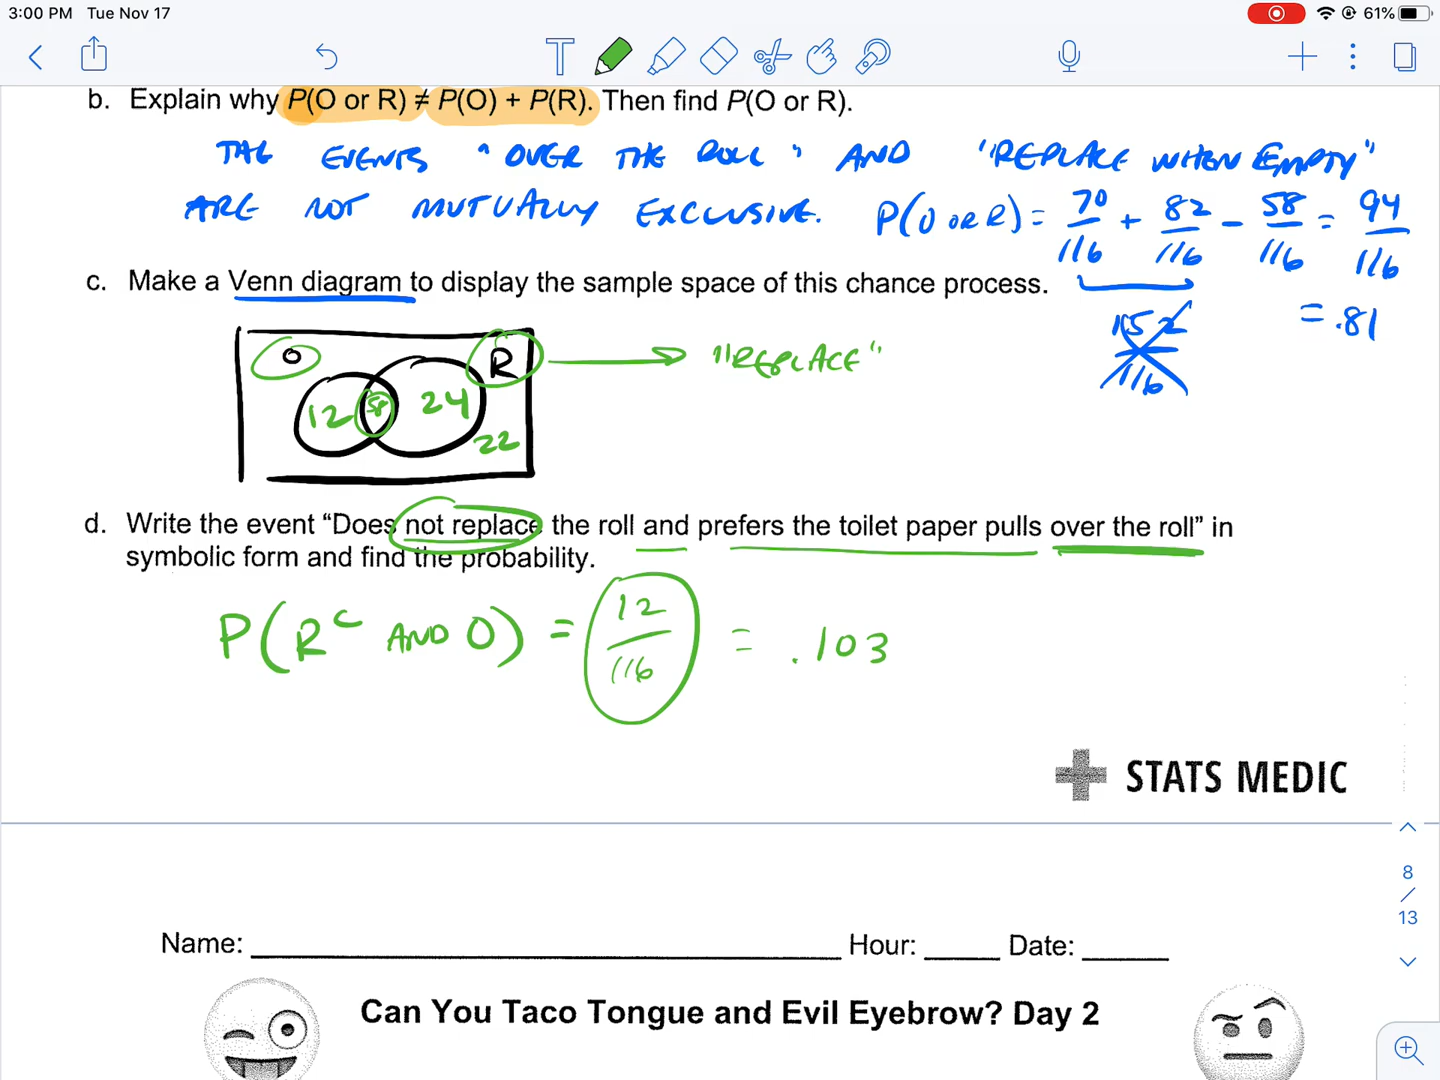 3:00 PM Tue Nov 17 61%
b. Explain why P(O or R) ≠ P(O) + P(R). Then find P(O or R).
THE EVENTS "OVER THE ROLL" AND "REPLACE WHEN EMPTY"
ARE NOT MUTUALLY EXCLUSIVE. P(O OR R) = 70/116 + 82/116 - 58/116 = 94/116
152/116 = .81
c. Make a Venn diagram to display the sample space of this chance process.
O R "REPLACE"
12 58 24
22
d. Write the event “Does not replace the roll and prefers the toilet paper pulls over the roll” in
symbolic form and find the probability.
P(Rᶜ AND O) = 12/116 = .103
STATS MEDIC
8
/
13
Name: Hour: Date:
Can You Taco Tongue and Evil Eyebrow? Day 2